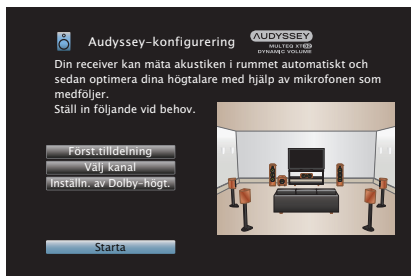 Audyssey-konfigurering
AUDYSSEY
MULTEQ XT32
DYNAMIC VOLUME
Din receiver kan mäta akustiken i rummet automatiskt och
sedan optimera dina högtalare med hjälp av mikrofonen som
medföljer.
Ställ in följande vid behov.
Först.tilldelning
Välj kanal
Inställn. av Dolby-högt.
Starta